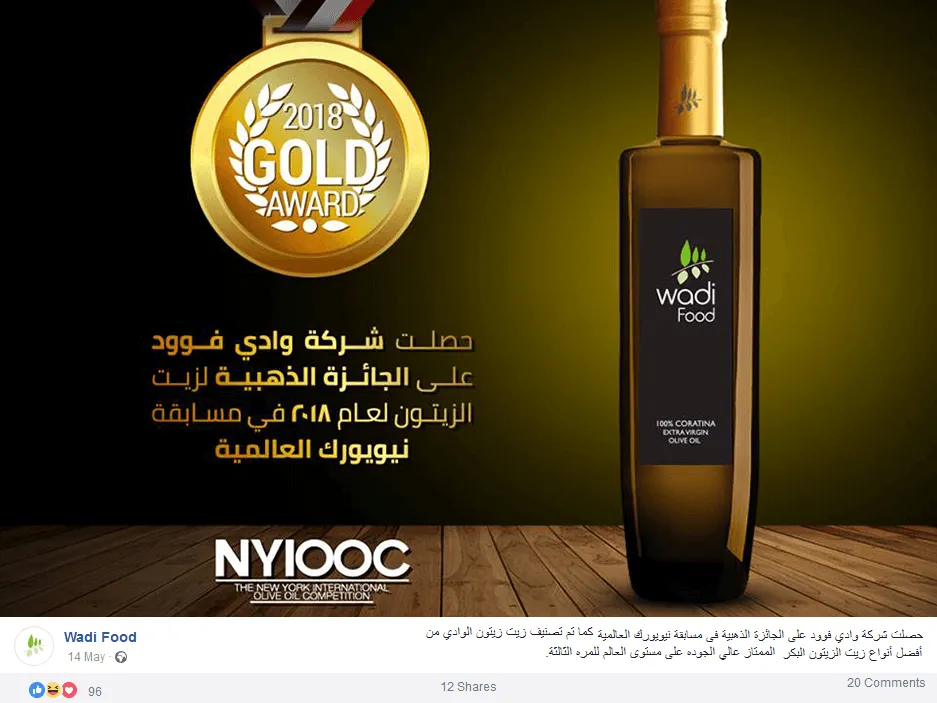 2018
GOLD
AWARD
حصلت شركة وادي فوود
على الجائزة الذهبية لزيت
الزيتون لعام ٢٠١٨ في مسابقة
نيويورك العالمية
NYIOOC
THE NEW YORK INTERNATIONAL
OLIVE OIL COMPETITION
wadi
Food
100% CORATINA
EXTRA VIRGIN
OLIVE OIL
Wadi Food
14 May ·
حصلت شركة وادي فوود على الجائزة الذهبية فى مسابقة نيويورك العالمية كما تم تصنيف زيت زيتون الوادي من
أفضل أنواع زيت الزيتون البكر الممتاز عالي الجوده على مستوى العالم للمره الثالثة.
96
12 Shares
20 Comments